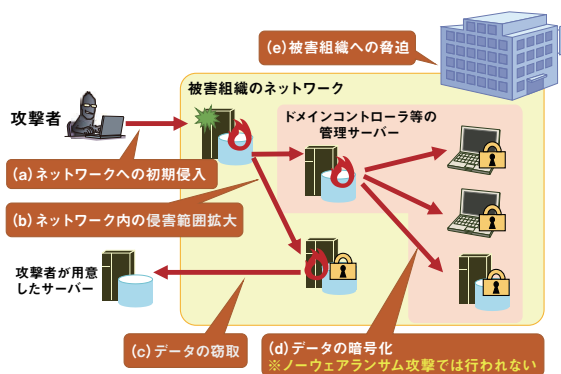 (e)被害組織への脅迫
被害組織のネットワーク
攻撃者
ドメインコントローラ等の
管理サーバー
(a)ネットワークへの初期侵入
(b)ネットワーク内の侵害範囲拡大
攻撃者が用意
したサーバー
(c)データの窃取
(d)データの暗号化
※ノーウェアランサム攻撃では行われない